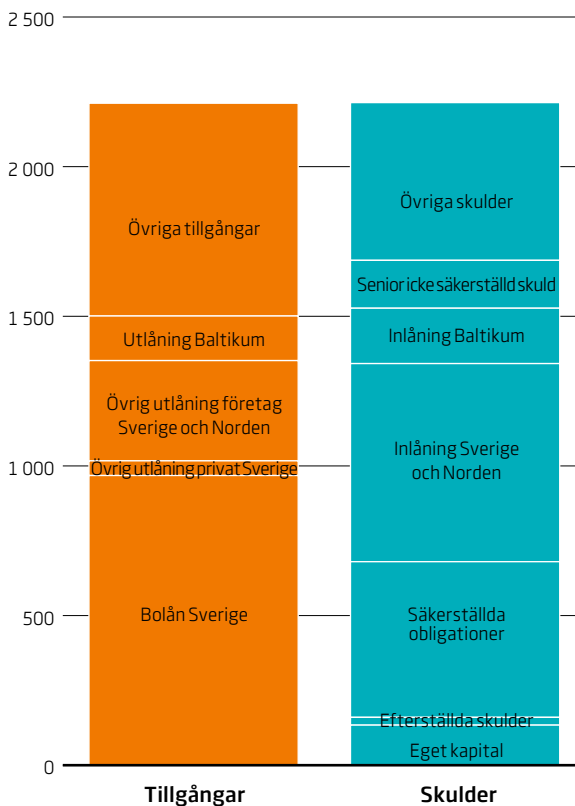 2 500
2 000
1 500
1 000
500
0
Övriga tillgångar
Utlåning Baltikum
Övrig utlåning företag
Sverige och Norden
Övrig utlåning privat Sverige
Bolån Sverige
Tillgångar
Övriga skulder
Senior icke säkerställd skuld
Inlåning Baltikum
Inlåning Sverige
och Norden
Säkerställda
obligationer
Efterställda skulder
Eget kapital
Skulder